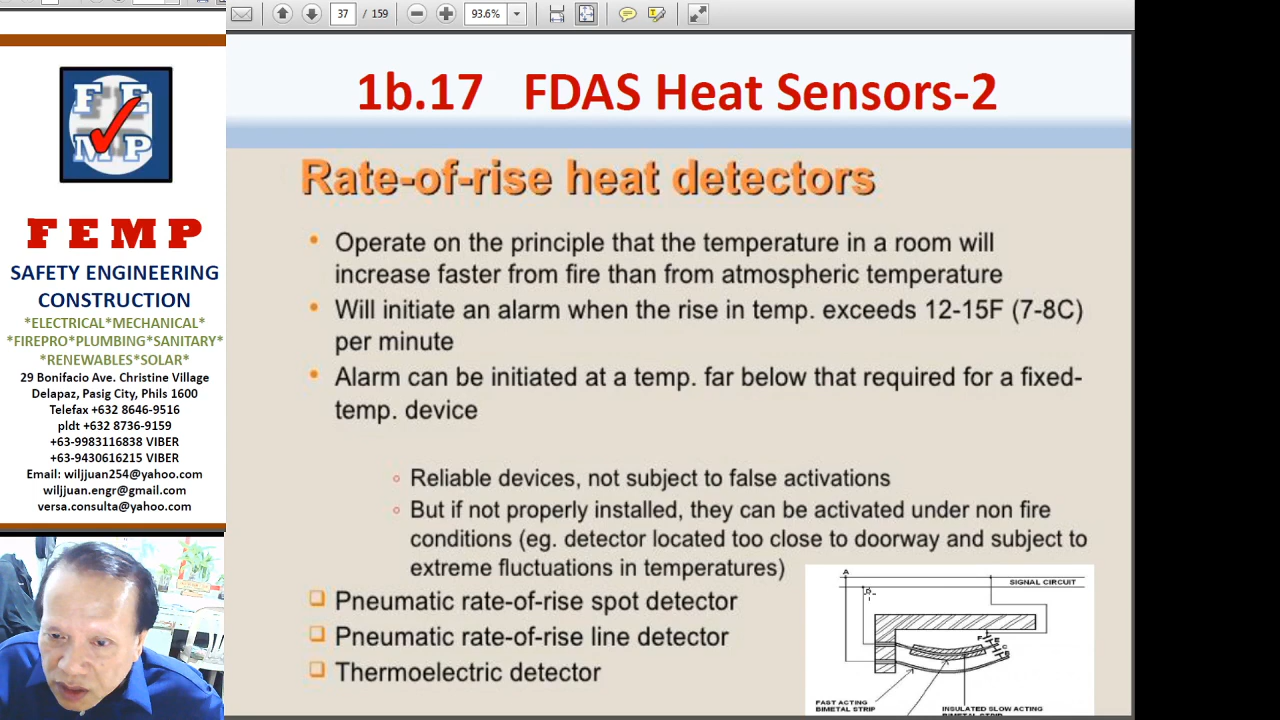 37 / 159
93.6%
1b.17 FDAS Heat Sensors-2
F E
M P
F E M P
SAFETY ENGINEERING
CONSTRUCTION
*ELECTRICAL*MECHANICAL*
*FIREPRO*PLUMBING*SANITARY*
*RENEWABLES*SOLAR*
29 Bonifacio Ave. Christine Village
Delapaz, Pasig City, Phils 1600
Telefax +632 8646-9516
pldt +632 8736-9159
+63-9983116838 VIBER
+63-9430616215 VIBER
Email: wiljjuan254@yahoo.com
wiljjuan.engr@gmail.com
versa.consulta@yahoo.com
Rate-of-rise heat detectors
• Operate on the principle that the temperature in a room will
increase faster from fire than from atmospheric temperature
• Will initiate an alarm when the rise in temp. exceeds 12-15F (7-8C)
per minute
• Alarm can be initiated at a temp. far below that required for a fixed-
temp. device
◦ Reliable devices, not subject to false activations
◦ But if not properly installed, they can be activated under non fire
conditions (eg. detector located too close to doorway and subject to
extreme fluctuations in temperatures)
❑ Pneumatic rate-of-rise spot detector
❑ Pneumatic rate-of-rise line detector
❑ Thermoelectric detector
A
SIGNAL CIRCUIT
F
E
FAST ACTING
BIMETAL STRIP
INSULATED SLOW ACTING
BIMETAL STRIP